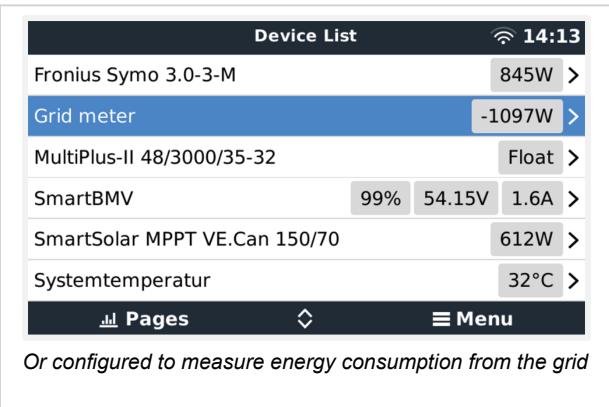 Device List 14:13
Fronius Symo 3.0-3-M 845W
Grid meter -1097W
MultiPlus-II 48/3000/35-32 Float
SmartBMV 99% 54.15V 1.6A
SmartSolar MPPT VE.Can 150/70 612W
Systemtemperatur 32°C
Pages Menu
Or configured to measure energy consumption from the grid